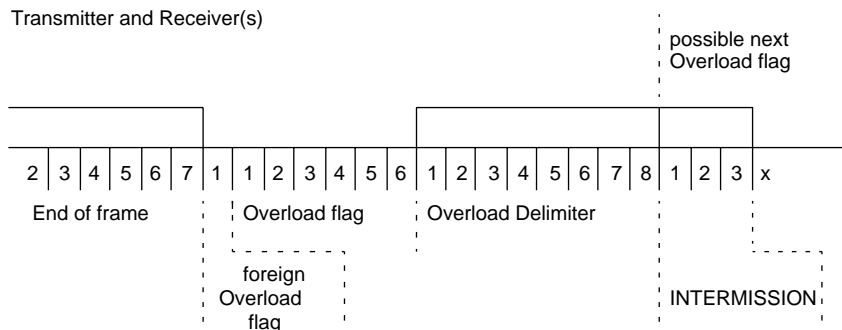 Transmitter and Receiver(s)
possible next
Overload flag
2 3 4 5 6 7 1 1 2 3 4 5 6 1 2 3 4 5 6 7 8 1 2 3 x
End of frame Overload flag Overload Delimiter
foreign
Overload
flag
INTERMISSION